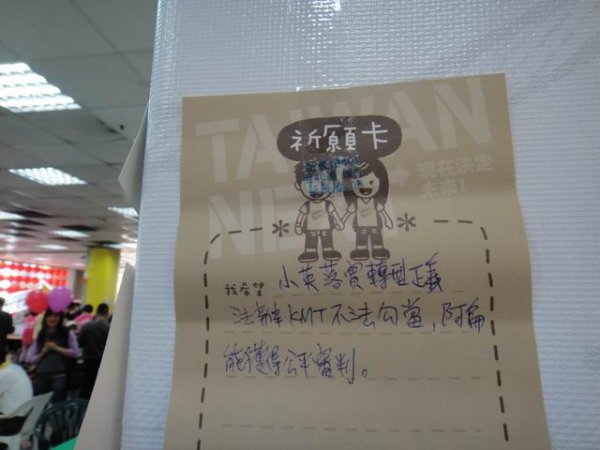 TAIWAN
祈願卡
NEXT
現在決定
未來!
我希望 小英落實轉型正義
法辦KMT不法勾當,阿扁
能獲得公平審判。